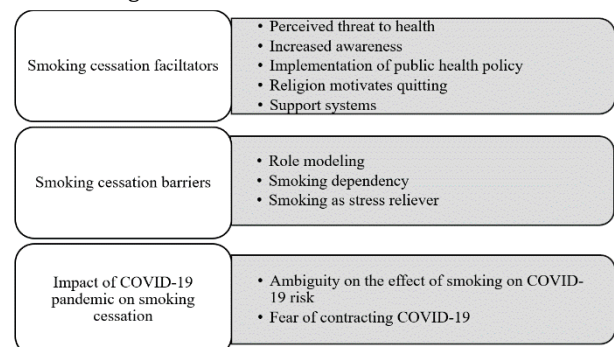 Smoking cessation faciltators
• Perceived threat to health
• Increased awareness
• Implementation of public health policy
• Religion motivates quitting
• Support systems
Smoking cessation barriers
• Role modeling
• Smoking dependency
• Smoking as stress reliever
Impact of COVID-19
pandemic on smoking
cessation
• Ambiguity on the effect of smoking on COVID-
19 risk
• Fear of contracting COVID-19